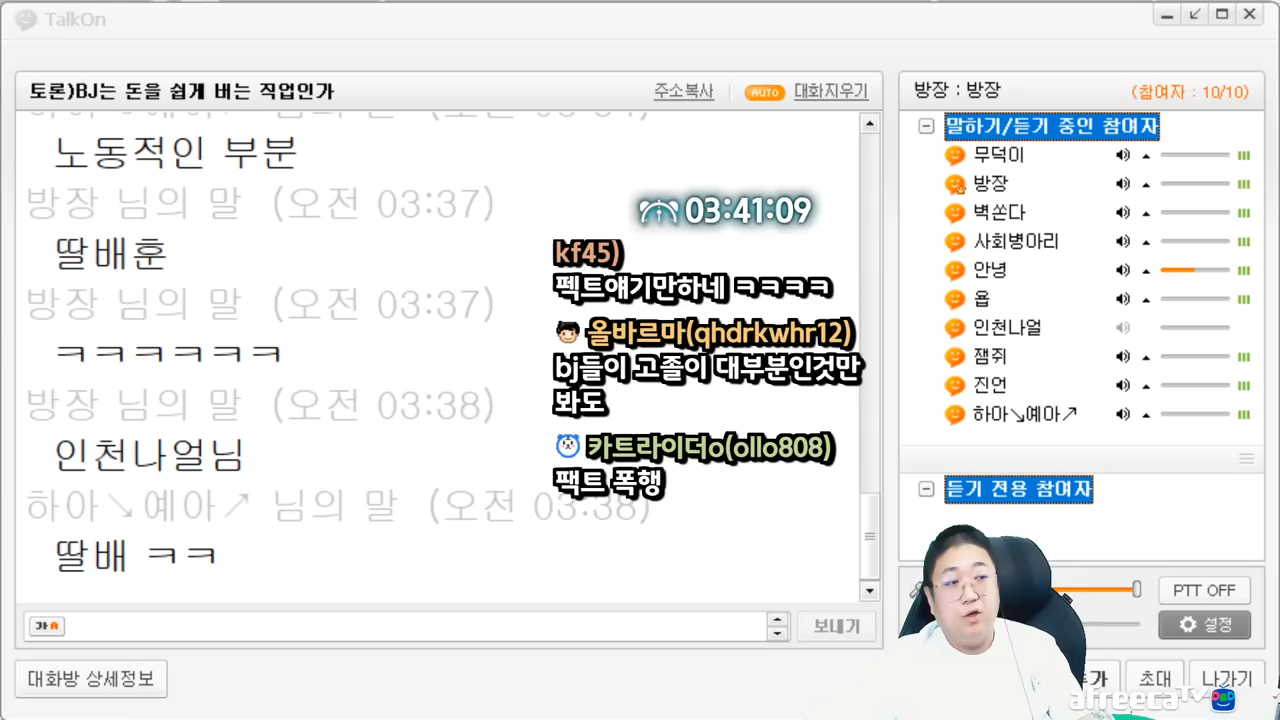 TalkOn
토론)BJ는 돈을 쉽게 버는 직업인가
주소복사
AUTO
대화지우기
노동적인 부분
방장 님의 말 (오전 03:37)
딸배훈
방장 님의 말 (오전 03:37)
ㅋㅋㅋㅋㅋㅋ
방장 님의 말 (오전 03:38)
인천나얼님
하아↘예아↗ 님의 말 (오전 03:38)
딸배 ㅋㅋ
03:41:09
kf45)
펙트얘기만하네 ㅋㅋㅋㅋ
올바르마(qhdrkwhr12)
bj들이 고졸이 대부분인것만
봐도
카트라이더o(ollo808)
팩트 폭행
가A
보내기
대화방 상세정보
방장 : 방장
(참여자 : 10/10)
말하기/듣기 중인 참여자
무덕이
방장
벽쏜다
사회병아리
안녕
욥
인천나얼
잼쥐
진언
하아↘예아↗
듣기 전용 참여자
PTT OFF
설정
초대
나가기
afreecaTV